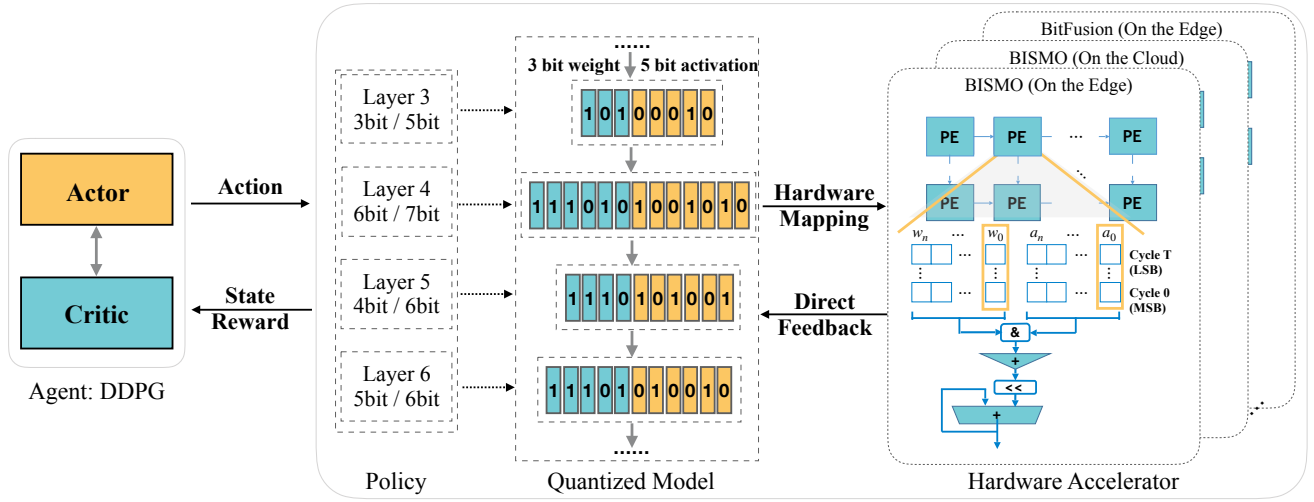 Actor
Critic
Agent: DDPG
Action
State
Reward
Layer 3
3bit / 5bit
Layer 4
6bit / 7bit
Layer 5
4bit / 6bit
Layer 6
5bit / 6bit
Policy
......
3 bit weight 5 bit activation
1 0 1 0 0 0 1 0
1 1 1 0 1 0 1 0 0 1 0 1 0
1 1 1 0 1 0 1 0 0 1
1 1 1 0 1 0 1 0 0 1 0
......
Quantized Model
Hardware
Mapping
Direct
Feedback
BitFusion (On the Edge)
BISMO (On the Cloud)
BISMO (On the Edge)
PE PE ... PE
PE PE PE
wn ... w0 an ... a0
... ... Cycle T
(LSB)
... ... Cycle 0
(MSB)
&
+
<<
+
Hardware Accelerator